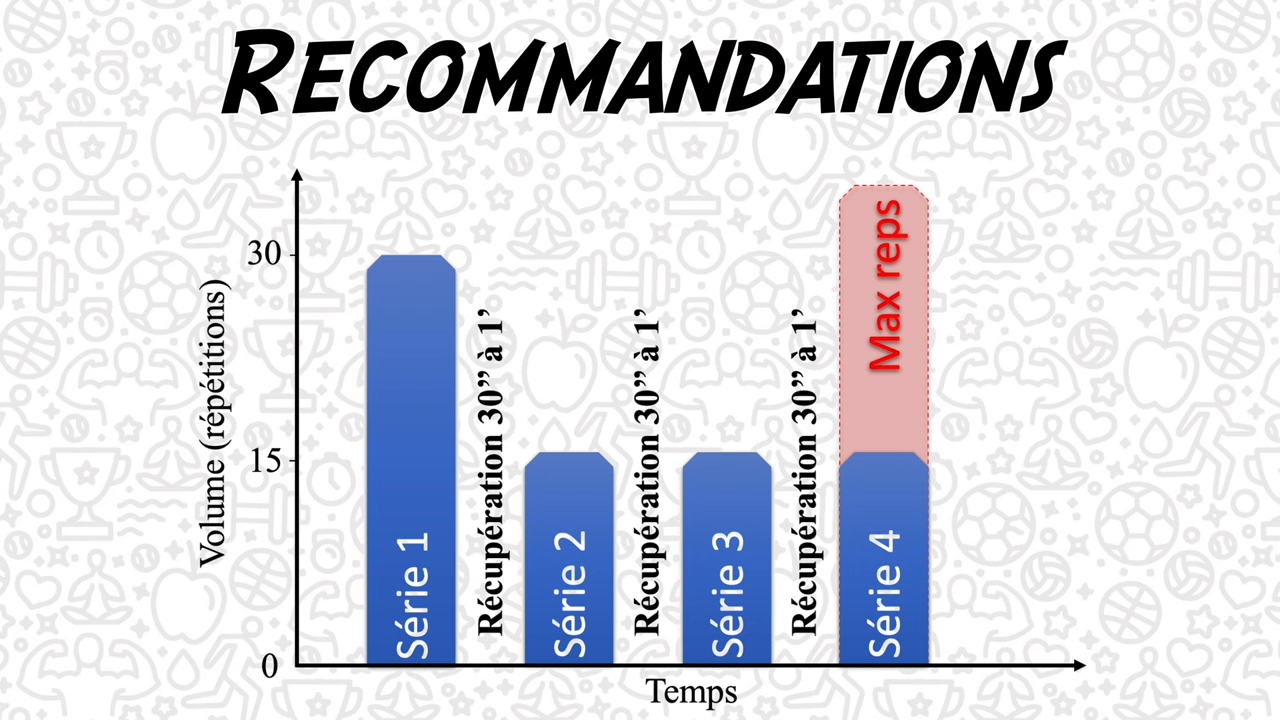 RECOMMANDATIONS
Volume (répétitions)
30
15
0
Série 1
Récupération 30’’ à 1’
Série 2
Récupération 30’’ à 1’
Série 3
Récupération 30’’ à 1’
Série 4
Max reps
Temps